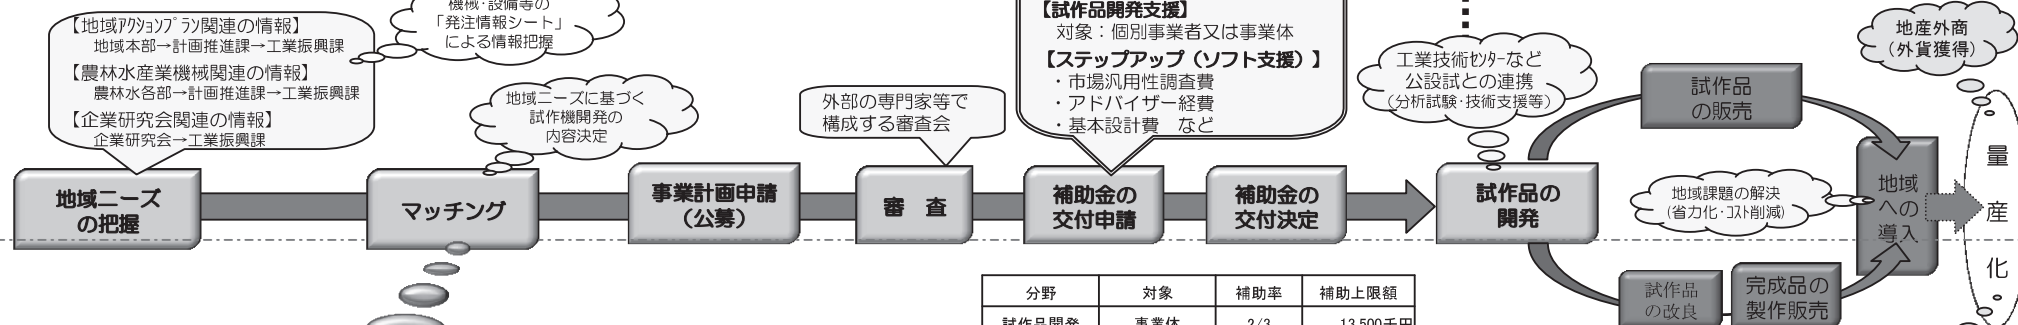 【地域ｱｸｼｮﾝﾌﾟﾗﾝ関連の情報】
地域本部→計画推進課→工業振興課
【農林水産業機械関連の情報】
農林水各部→計画推進課→工業振興課
【企業研究会関連の情報】
企業研究会→工業振興課
機械・設備等の
「発注情報シート」
による情報把握
地域ニーズに基づく
試作機開発の
内容決定
外部の専門家等で
構成する審査会
【試作品開発支援】
対象：個別事業者又は事業体
【ステップアップ（ソフト支援）】
・市場汎用性調査費
・アドバイザー経費
・基本設計費　など
工業技術ｾﾝﾀｰなど
公設試との連携
（分析試験・技術支援等）
地産外商
（外貨獲得）
地域ニーズ
の把握
マッチング
事業計画申請
（公募）
審　査
補助金の
交付申請
補助金の
交付決定
試作品の
開発
試作品
の販売
地域課題の解決
（省力化・ｺｽﾄ削減）
地域
への
導入
量
産
化
試作品
の改良
完成品の
製作販売
分野　対象　補助率　補助上限額
試作品開発　事業体　2/3　13,500千円